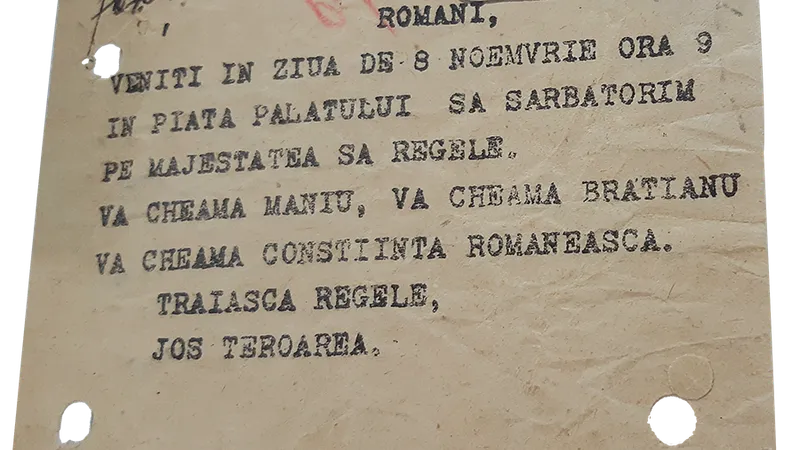 ROMANI,
VENITI IN ZIUA DE 8 NOEMVRIE ORA 9
IN PIATA PALATULUI SA SARBATORIM
PE MAJESTATEA SA REGELE.
VA CHEAMA MANIU, VA CHEAMA BRATIANU
VA CHEAMA CONSTIINTA ROMANEASCA.
TRAIASCA REGELE,
JOS TEROAREA.